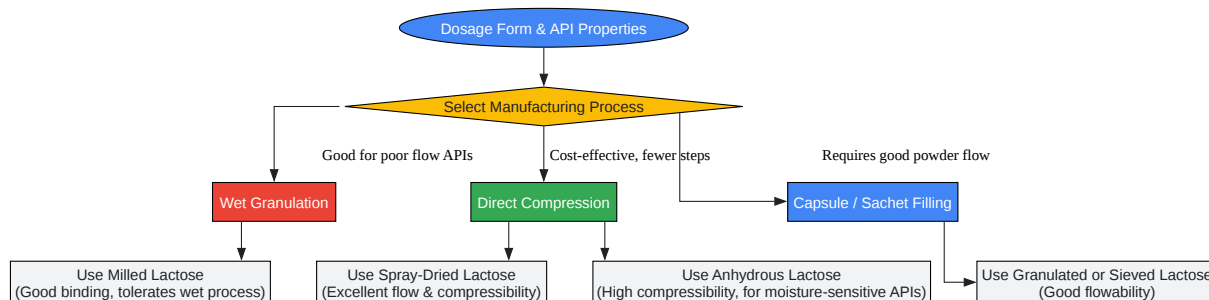 Dosage Form & API Properties
Select Manufacturing Process
Good for poor flow APIs
Cost-effective, fewer steps
Requires good powder flow
Wet Granulation
Direct Compression
Capsule / Sachet Filling
Use Milled Lactose
(Good binding, tolerates wet process)
Use Spray-Dried Lactose
(Excellent flow & compressibility)
Use Anhydrous Lactose
(High compressibility, for moisture-sensitive APIs)
Use Granulated or Sieved Lactose
(Good flowability)